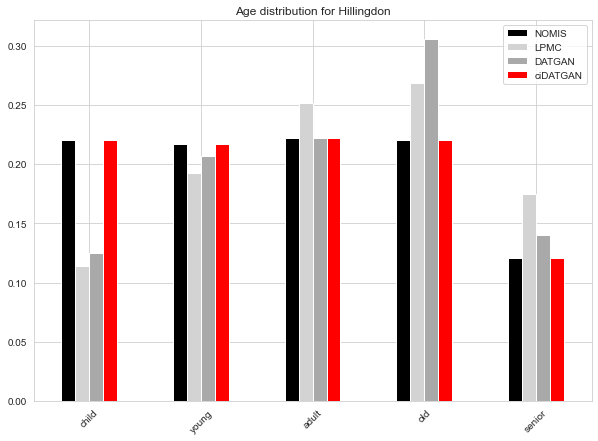 Age distribution for Hillingdon
NOMIS
LPMC
DATGAN
ciDATGAN
0.30
0.25
0.20
0.15
0.10
0.05
0.00
child
young
adult
old
senior